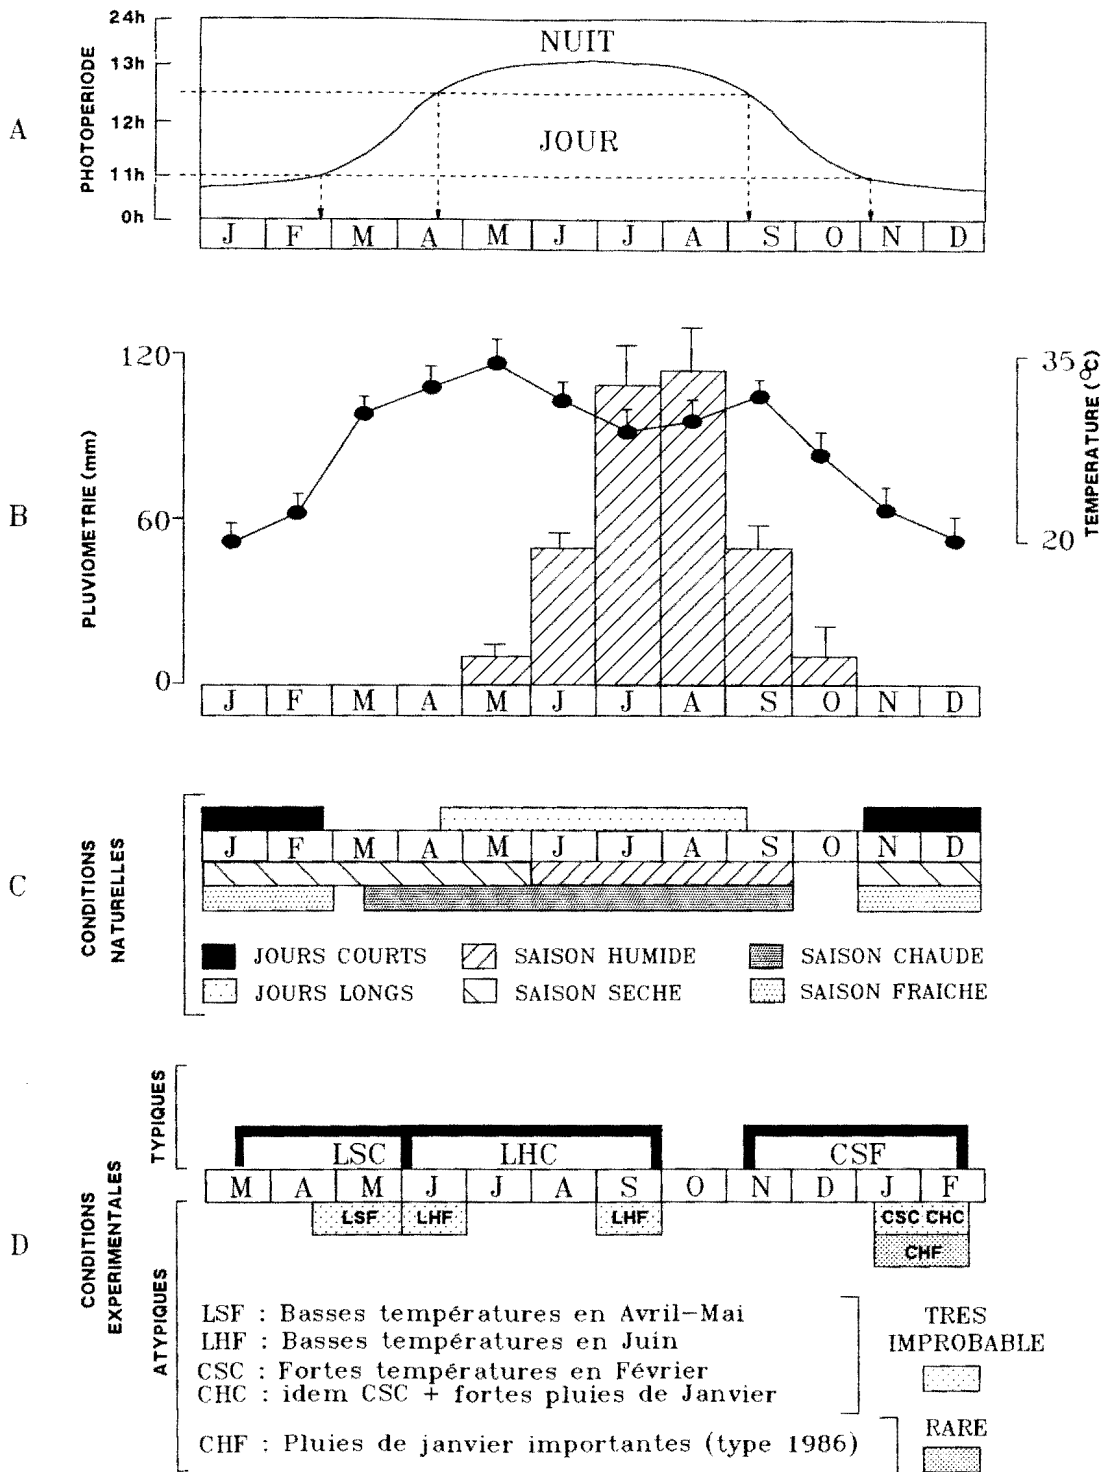 A
PHOTOPERIODE
24h
13h
12h
11h
0h
NUIT
JOUR
J F M A M J J A S O N D
B
PLUVIOMETRIE (mm)
120
60
0
35
20
TEMPERATURE (°C)
J F M A M J J A S O N D
C
CONDITIONS
NATURELLES
J F M A M J J A S O N D
JOURS COURTS
SAISON HUMIDE
SAISON CHAUDE
JOURS LONGS
SAISON SECHE
SAISON FRAICHE
D
CONDITIONS
EXPERIMENTALES
TYPIQUES
ATYPIQUES
LSC LHC CSF
M A M J J A S O N D J F
LSF LHF LHF CSC CHC
CHF
LSF : Basses températures en Avril-Mai
LHF : Basses températures en Juin
CSC : Fortes températures en Février
CHC : idem CSC + fortes pluies de Janvier
TRES
IMPROBABLE
CHF : Pluies de janvier importantes (type 1986)
RARE